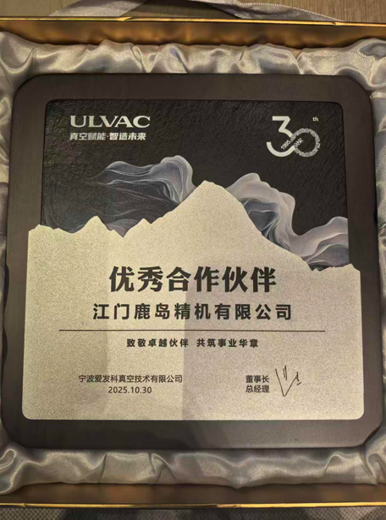 ULVAC
真空赋能·智造未来
30th
优秀合作伙伴
江门鹿岛精机有限公司
致敬卓越伙伴 共筑事业华章
宁波爱发科真空技术有限公司
2025.10.30
董事长
总经理